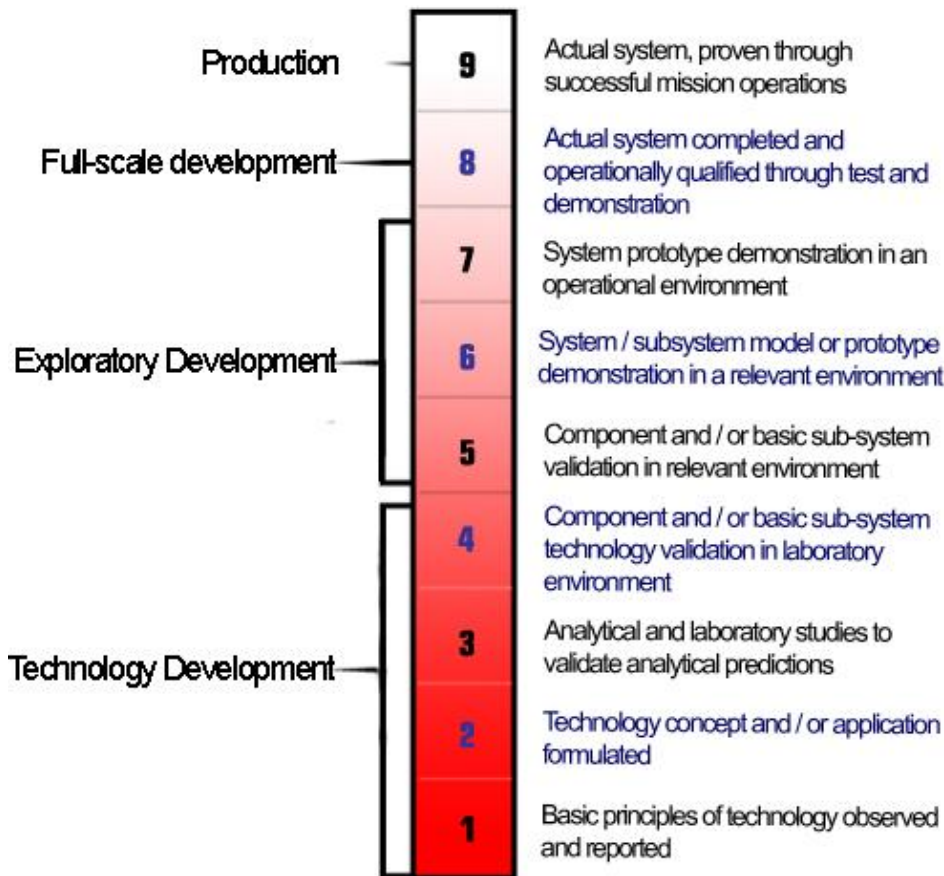 Production
9
Actual system, proven through
successful mission operations
Full-scale development
8
Actual system completed and
operationally qualified through test and
demonstration
7
System prototype demonstration in an
operational environment
Exploratory Development
6
System / subsystem model or prototype
demonstration in a relevant environment
5
Component and / or basic sub-system
validation in relevant environment
4
Component and / or basic sub-system
technology validation in laboratory
environment
Technology Development
3
Analytical and laboratory studies to
validate analytical predictions
2
Technology concept and / or application
formulated
1
Basic principles of technology observed
and reported